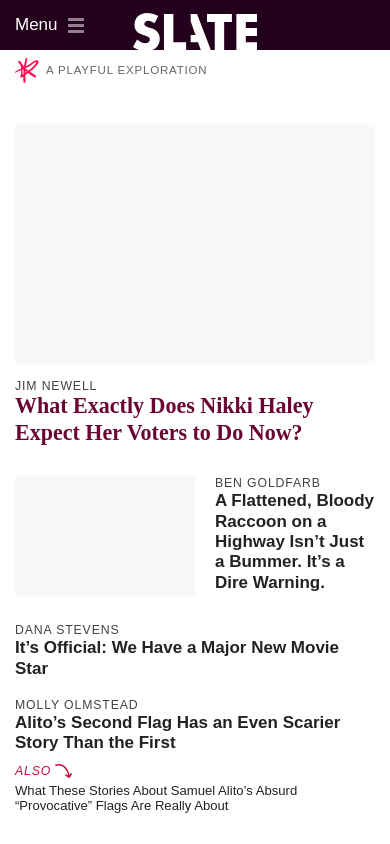 Menu
SLATE
A PLAYFUL EXPLORATION
JIM NEWELL
What Exactly Does Nikki Haley
Expect Her Voters to Do Now?
BEN GOLDFARB
A Flattened, Bloody
Raccoon on a
Highway Isn’t Just
a Bummer. It’s a
Dire Warning.
DANA STEVENS
It’s Official: We Have a Major New Movie
Star
MOLLY OLMSTEAD
Alito’s Second Flag Has an Even Scarier
Story Than the First
ALSO
What These Stories About Samuel Alito’s Absurd
“Provocative” Flags Are Really About